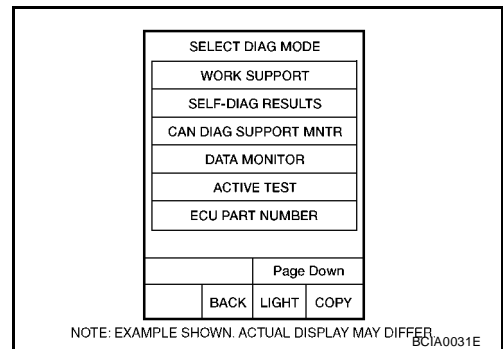 SELECT DIAG MODE
WORK SUPPORT
SELF-DIAG RESULTS
CAN DIAG SUPPORT MNTR
DATA MONITOR
ACTIVE TEST
ECU PART NUMBER
Page Down
BACK LIGHT COPY
NOTE: EXAMPLE SHOWN. ACTUAL DISPLAY MAY DIFFER.
BCIA0031E